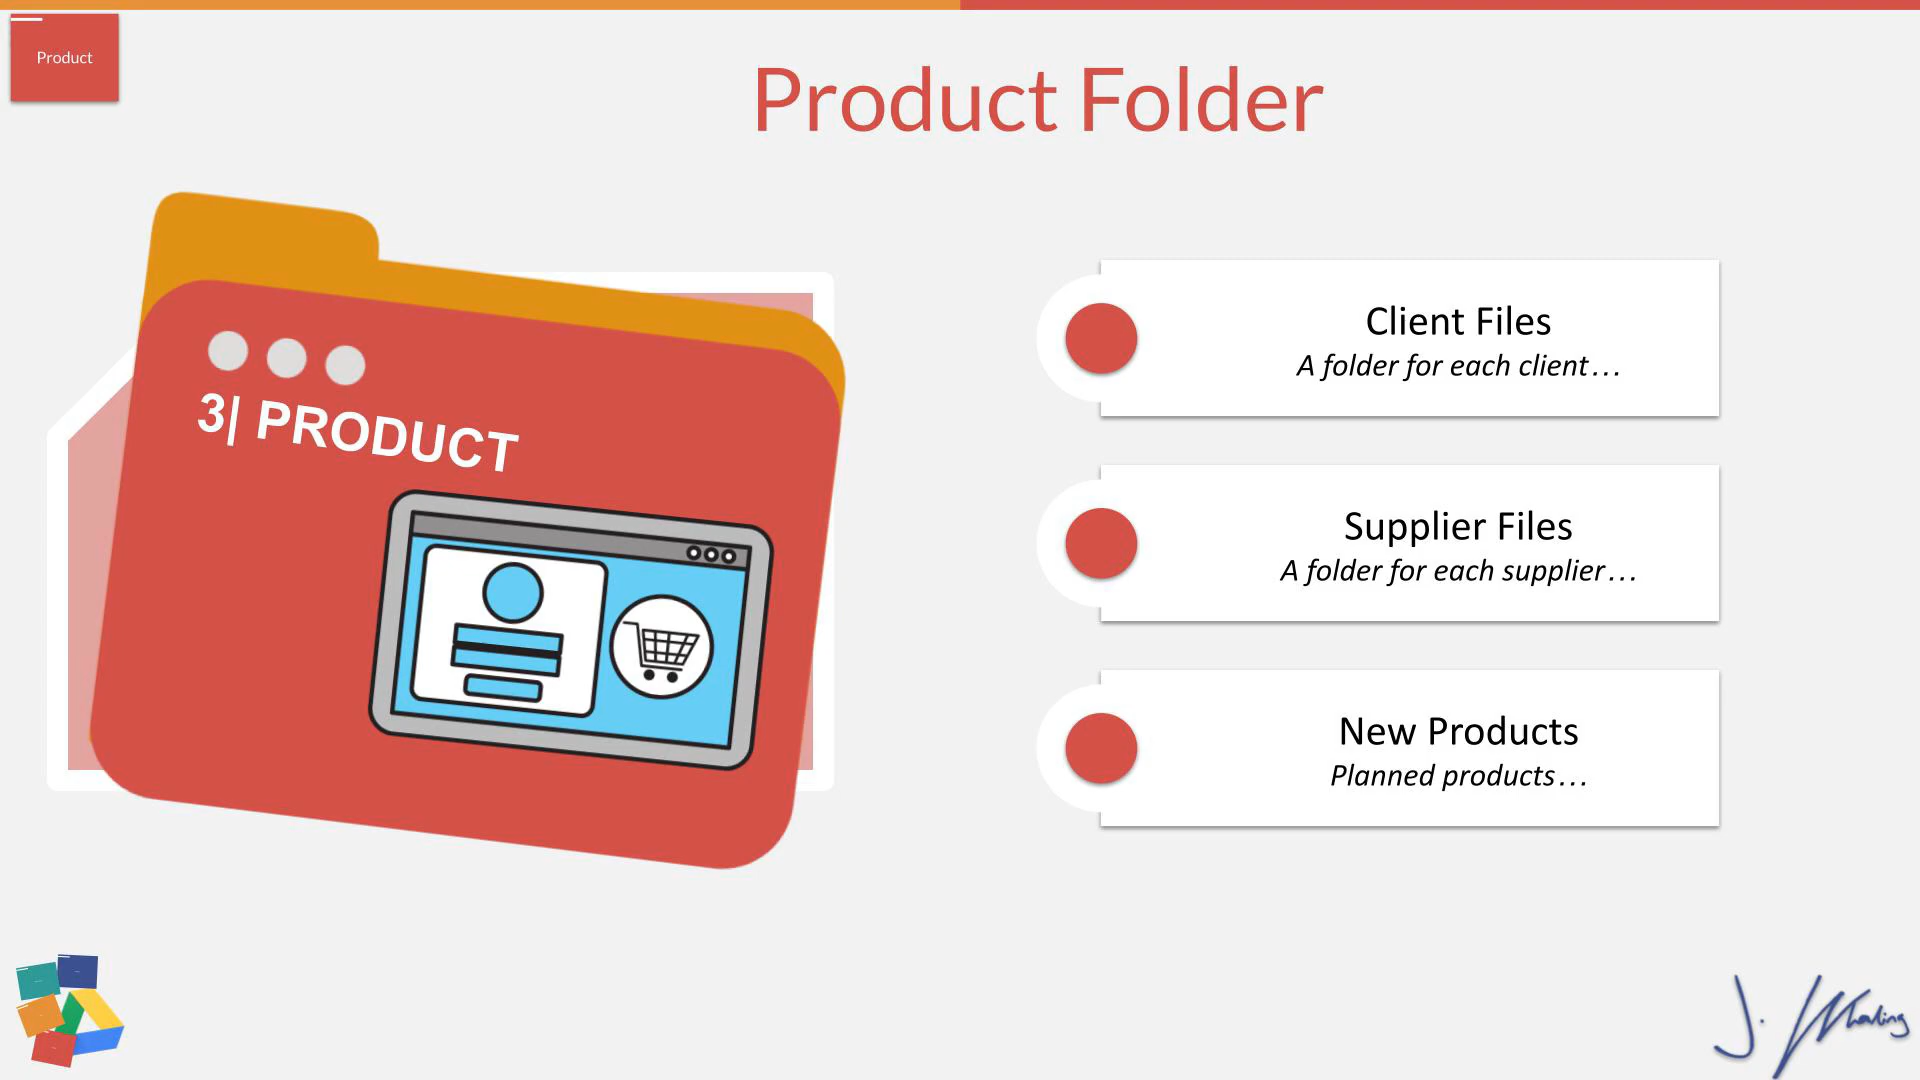 Product
Product Folder
3| PRODUCT
Client Files
A folder for each client…
Supplier Files
A folder for each supplier…
New Products
Planned products…